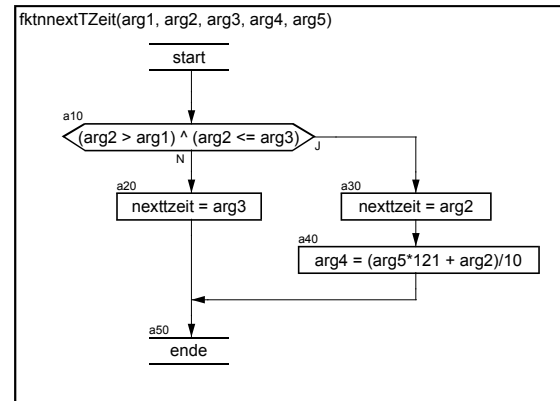 fktnnextTZeit(arg1, arg2, arg3, arg4, arg5)
start
a10
(arg2 > arg1) ^ (arg2 <= arg3)
N
J
a20
nexttzeit = arg3
a30
nexttzeit = arg2
a40
arg4 = (arg5*121 + arg2)/10
a50
ende